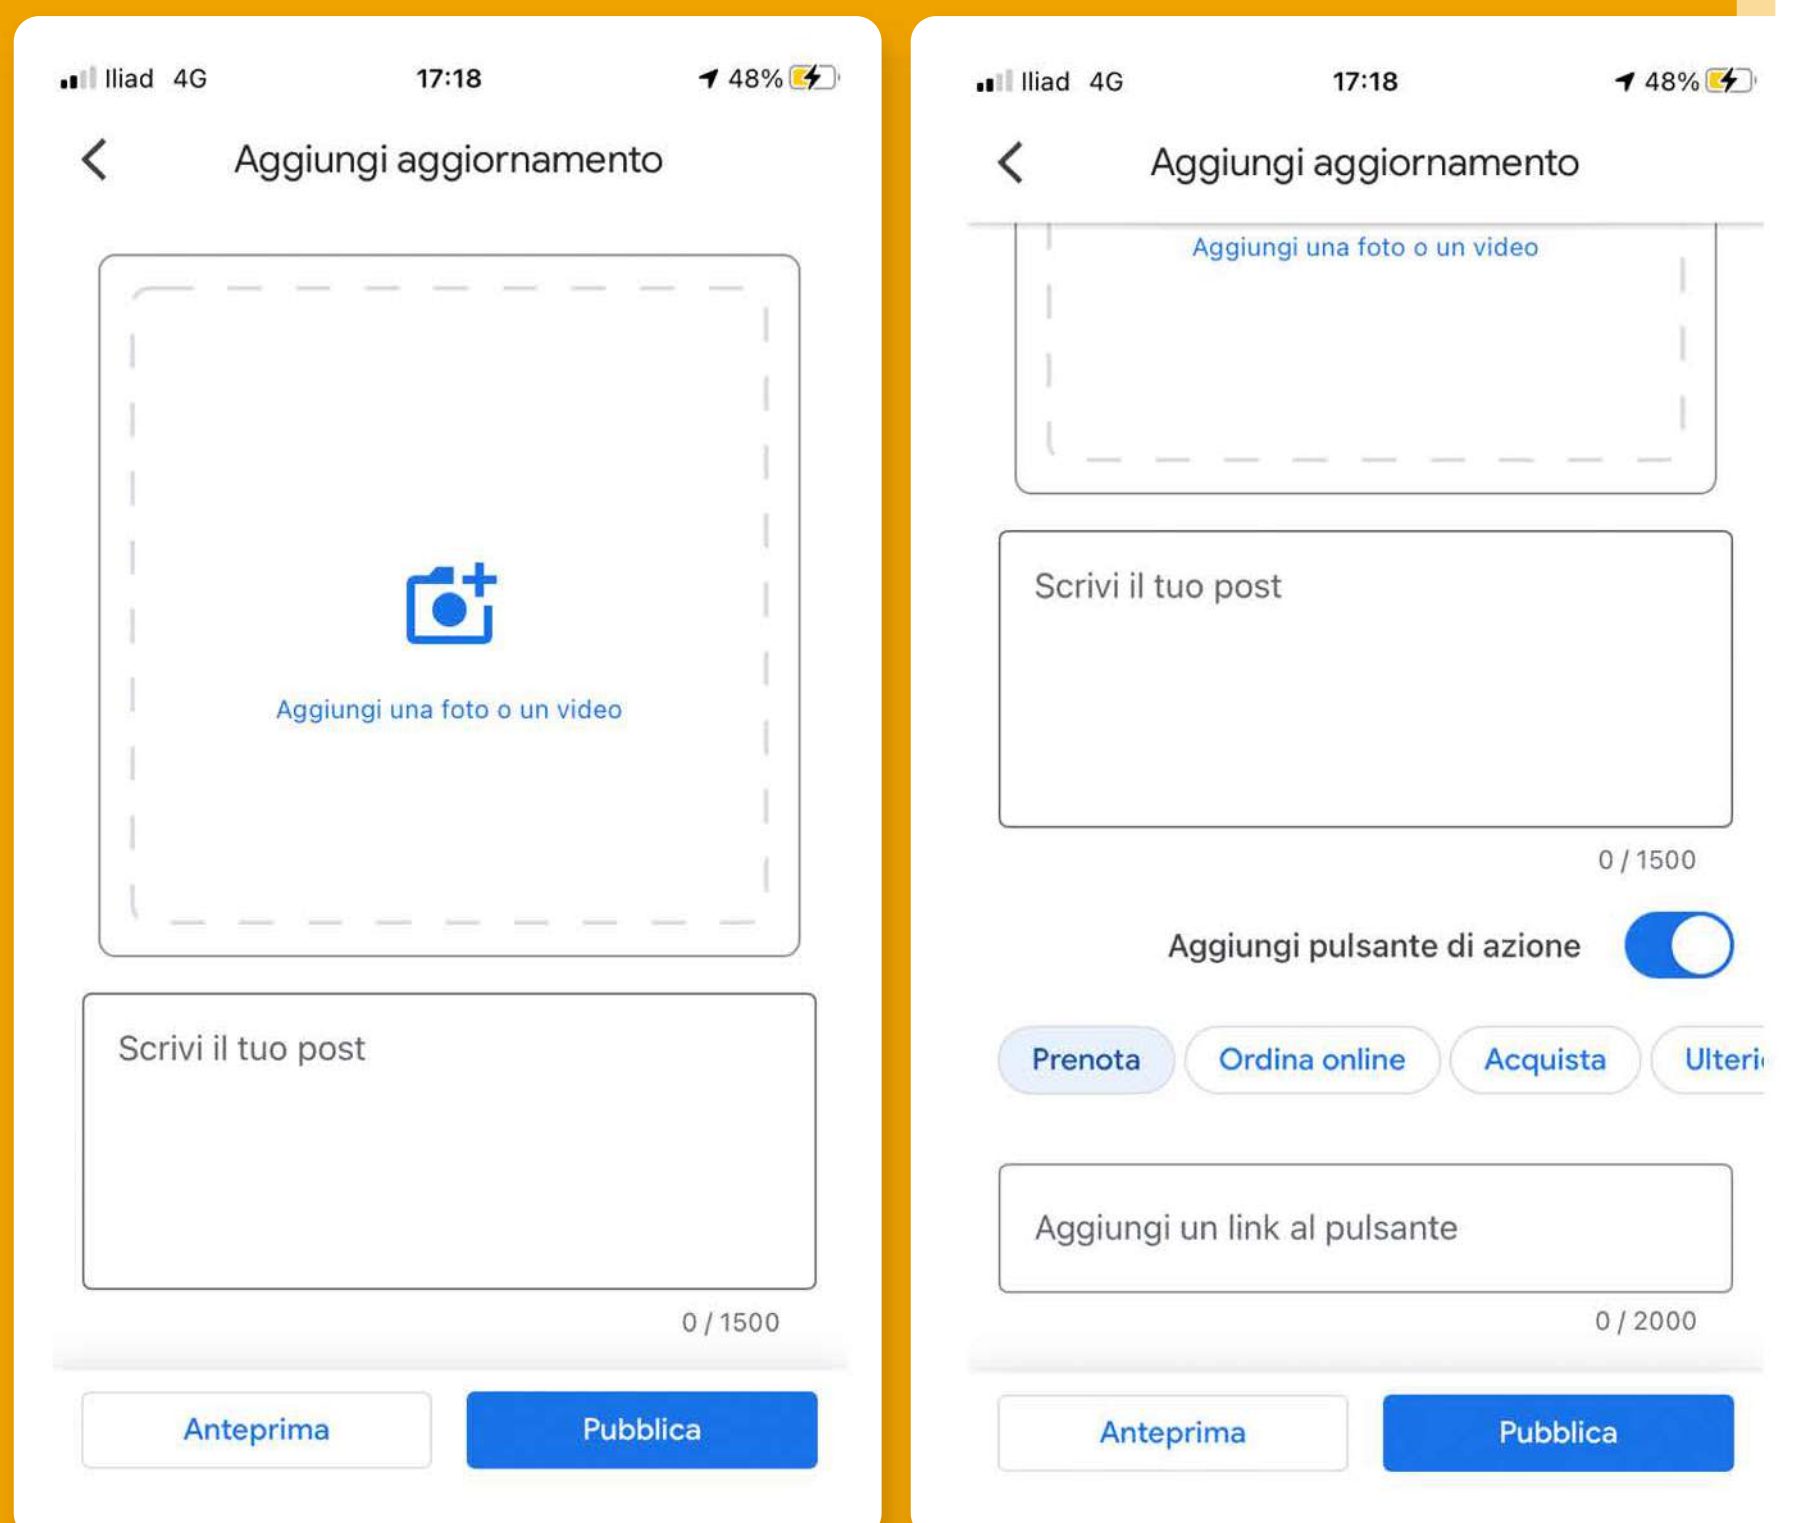 Iliad 4G 17:18 48%
Aggiungi aggiornamento
Aggiungi una foto o un video
Scrivi il tuo post
0 / 1500
Anteprima Pubblica
Iliad 4G 17:18 48%
Aggiungi aggiornamento
Aggiungi una foto o un video
Scrivi il tuo post
0 / 1500
Aggiungi pulsante di azione
Prenota Ordina online Acquista Ulteri
Aggiungi un link al pulsante
0 / 2000
Anteprima Pubblica